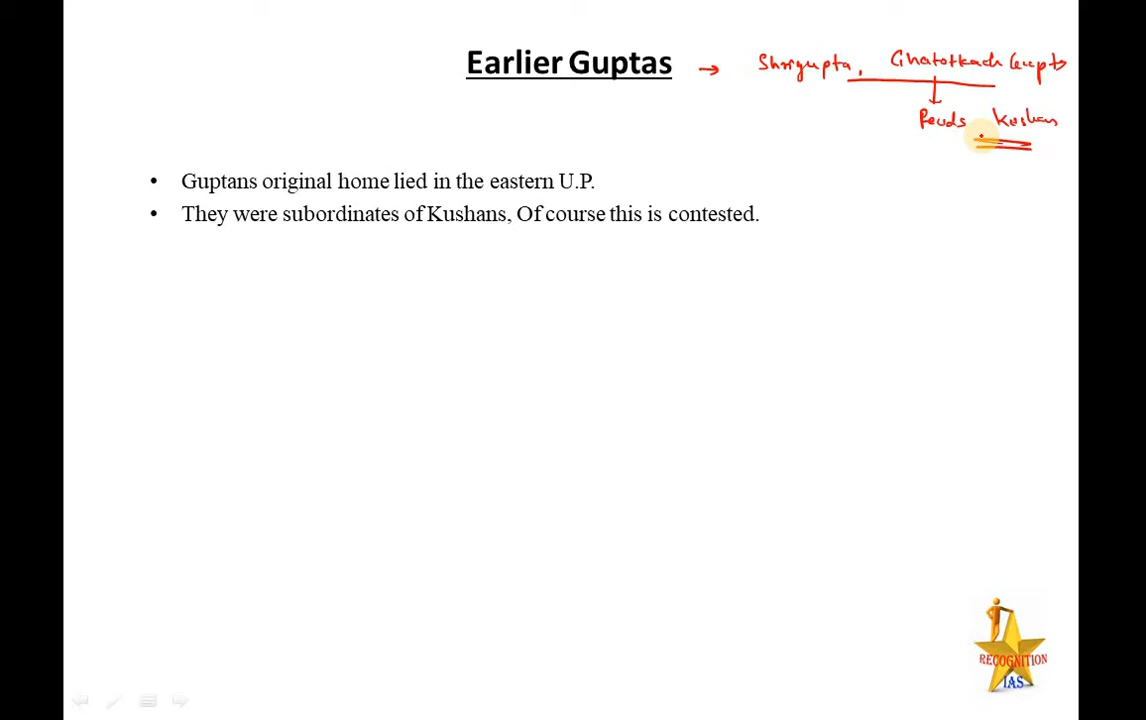 Earlier Guptas → Shrigupta, Ghatotkach Gupta
Feuds Kushan
• Guptans original home lied in the eastern U.P.
• They were subordinates of Kushans, Of course this is contested.
RECOGNITION
IAS